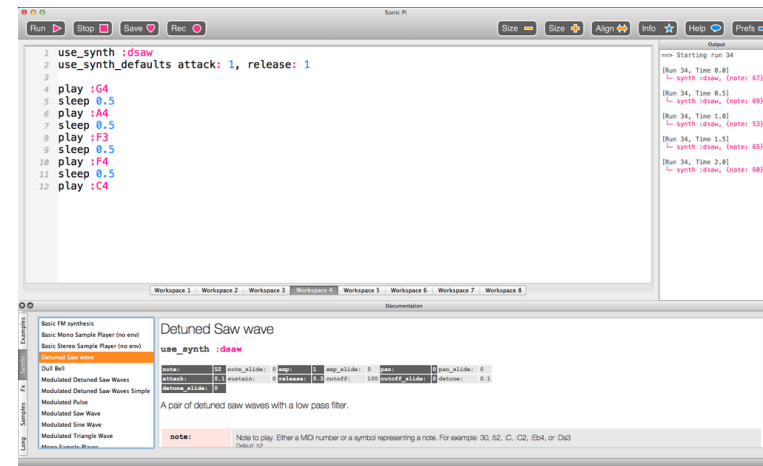 Sonic Pi
Run Stop Save Rec Size Size Align Info Help Prefs
1 use_synth :dsaw
2 use_synth_defaults attack: 1, release: 1
3
4 play :G4
5 sleep 0.5
6 play :A4
7 sleep 0.5
8 play :F3
9 sleep 0.5
10 play :F4
11 sleep 0.5
12 play :C4
Output
==> Starting run 34
[Run 34, Time 0.0]
synth :dsaw, {note: 67}
[Run 34, Time 0.5]
synth :dsaw, {note: 69}
[Run 34, Time 1.0]
synth :dsaw, {note: 53}
[Run 34, Time 1.5]
synth :dsaw, {note: 65}
[Run 34, Time 2.0]
synth :dsaw, {note: 60}
Workspace 1 Workspace 2 Workspace 3 Workspace 4 Workspace 5 Workspace 6 Workspace 7 Workspace 8
Documentation
Examples
Synths
Fx
Samples
Lang
Basic FM synthesis
Basic Mono Sample Player (no env)
Basic Stereo Sample Player (no env)
Detuned Saw wave
Dull Bell
Modulated Detuned Saw Waves
Modulated Detuned Saw Waves Simple
Modulated Pulse
Modulated Saw Wave
Modulated Sine Wave
Modulated Triangle Wave
Mono Sample Player
Detuned Saw wave
use_synth :dsaw
note: 52 note_slide: 0 amp: 1 amp_slide: 0 pan: 0 pan_slide: 0
attack: 0.1 sustain: 0 release: 0.3 cutoff: 100 cutoff_slide: 0 detune: 0.1
detune_slide: 0
A pair of detuned saw waves with a low pass filter.
note: Note to play. Either a MIDI number or a symbol representing a note. For example: 30, 52, :C, :C2, :Eb4, or :Ds3
Default: 52